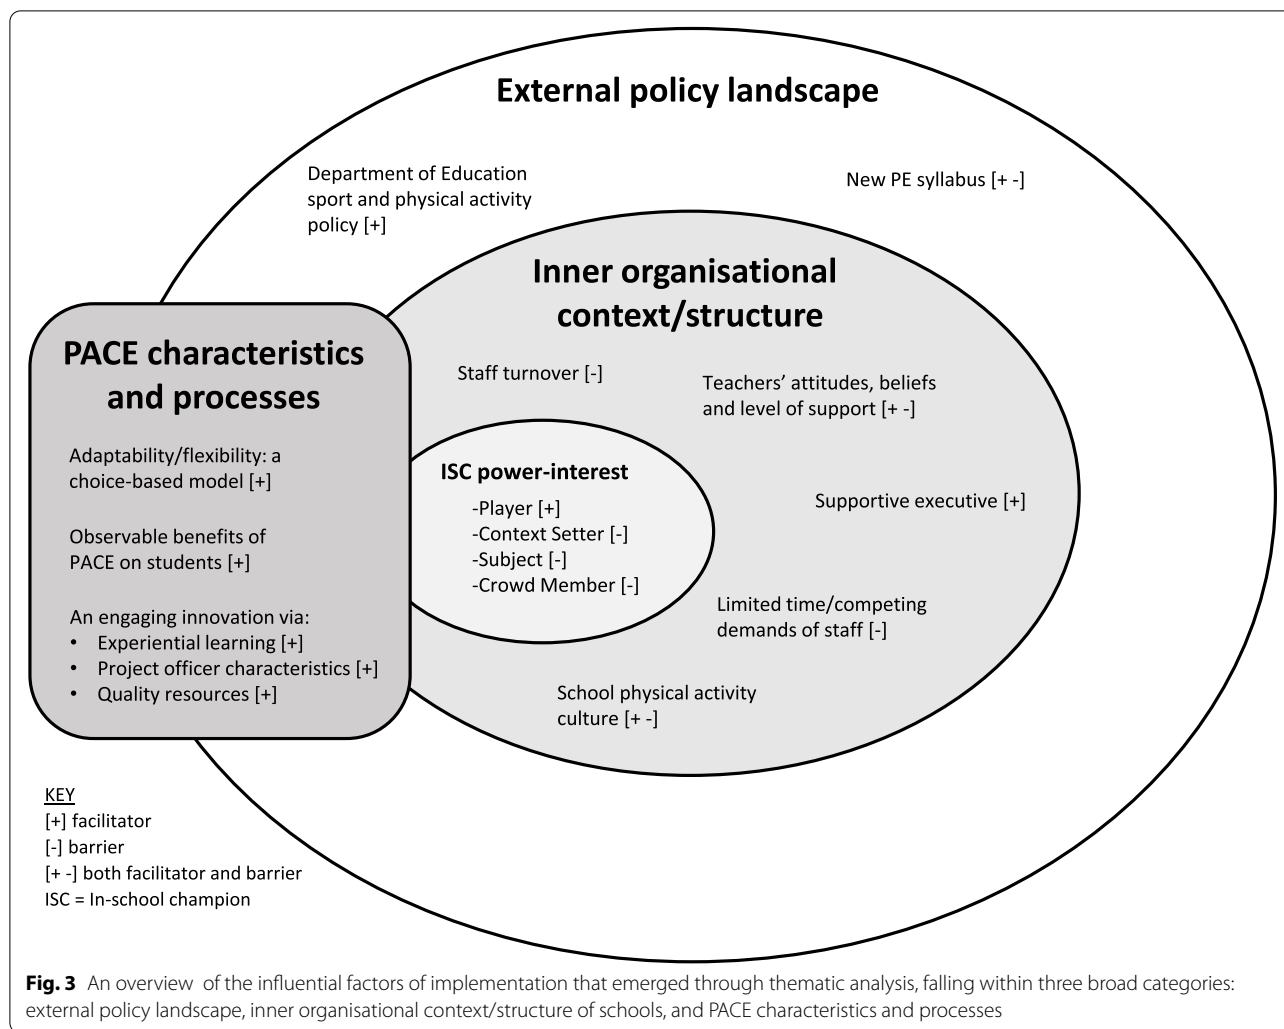 External policy landscape
Department of Education
sport and physical activity
policy [+]
New PE syllabus [+ -]
Inner organisational
context/structure
PACE characteristics
and processes
Adaptability/flexibility: a
choice-based model [+]
Observable benefits of
PACE on students [+]
An engaging innovation via:
• Experiential learning [+]
• Project officer characteristics [+]
• Quality resources [+]
Staff turnover [-]
Teachers’ attitudes, beliefs
and level of support [+ -]
ISC power-interest
-Player [+]
-Context Setter [-]
-Subject [-]
-Crowd Member [-]
Supportive executive [+]
Limited time/competing
demands of staff [-]
School physical activity
culture [+ -]
KEY
[+] facilitator
[-] barrier
[+ -] both facilitator and barrier
ISC = In-school champion
Fig. 3 An overview of the influential factors of implementation that emerged through thematic analysis, falling within three broad categories:
external policy landscape, inner organisational context/structure of schools, and PACE characteristics and processes